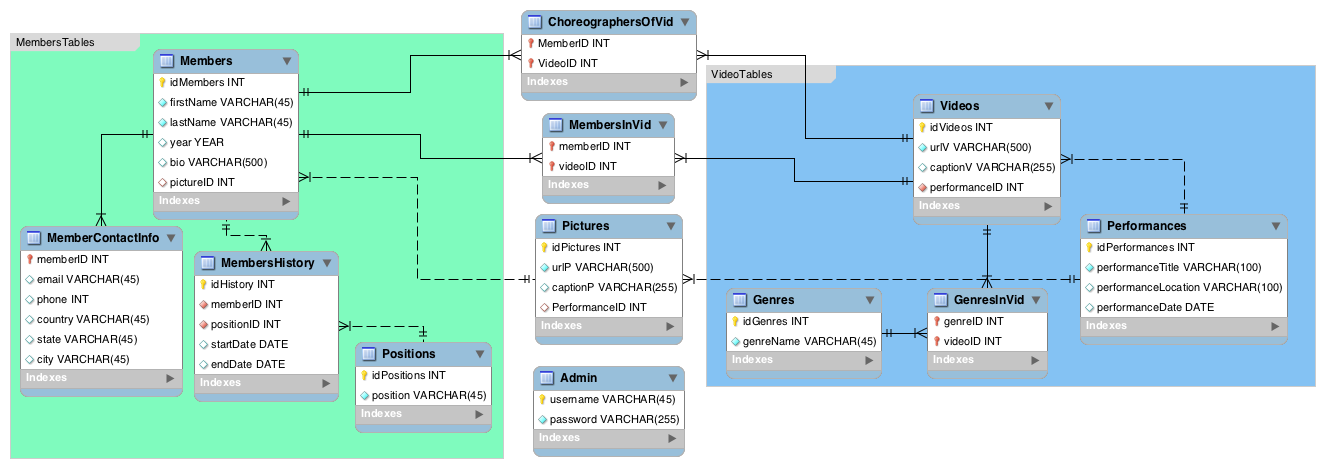 MembersTables
Members
idMembers INT
firstName VARCHAR(45)
lastName VARCHAR(45)
year YEAR
bio VARCHAR(500)
pictureID INT
Indexes
MemberContactInfo
memberID INT
email VARCHAR(45)
phone INT
country VARCHAR(45)
state VARCHAR(45)
city VARCHAR(45)
Indexes
MembersHistory
idHistory INT
memberID INT
positionID INT
startDate DATE
endDate DATE
Indexes
Positions
idPositions INT
position VARCHAR(45)
Indexes
ChoreographersOfVid
MemberID INT
VideoID INT
Indexes
MembersInVid
memberID INT
videoID INT
Indexes
Pictures
idPictures INT
urlP VARCHAR(500)
captionP VARCHAR(255)
PerformanceID INT
Indexes
Admin
username VARCHAR(45)
password VARCHAR(255)
Indexes
VideoTables
Videos
idVideos INT
urlV VARCHAR(500)
captionV VARCHAR(255)
performanceID INT
Indexes
Performances
idPerformances INT
performanceTitle VARCHAR(100)
performanceLocation VARCHAR(100)
performanceDate DATE
Indexes
Genres
idGenres INT
genreName VARCHAR(45)
Indexes
GenresInVid
genreID INT
videoID INT
Indexes